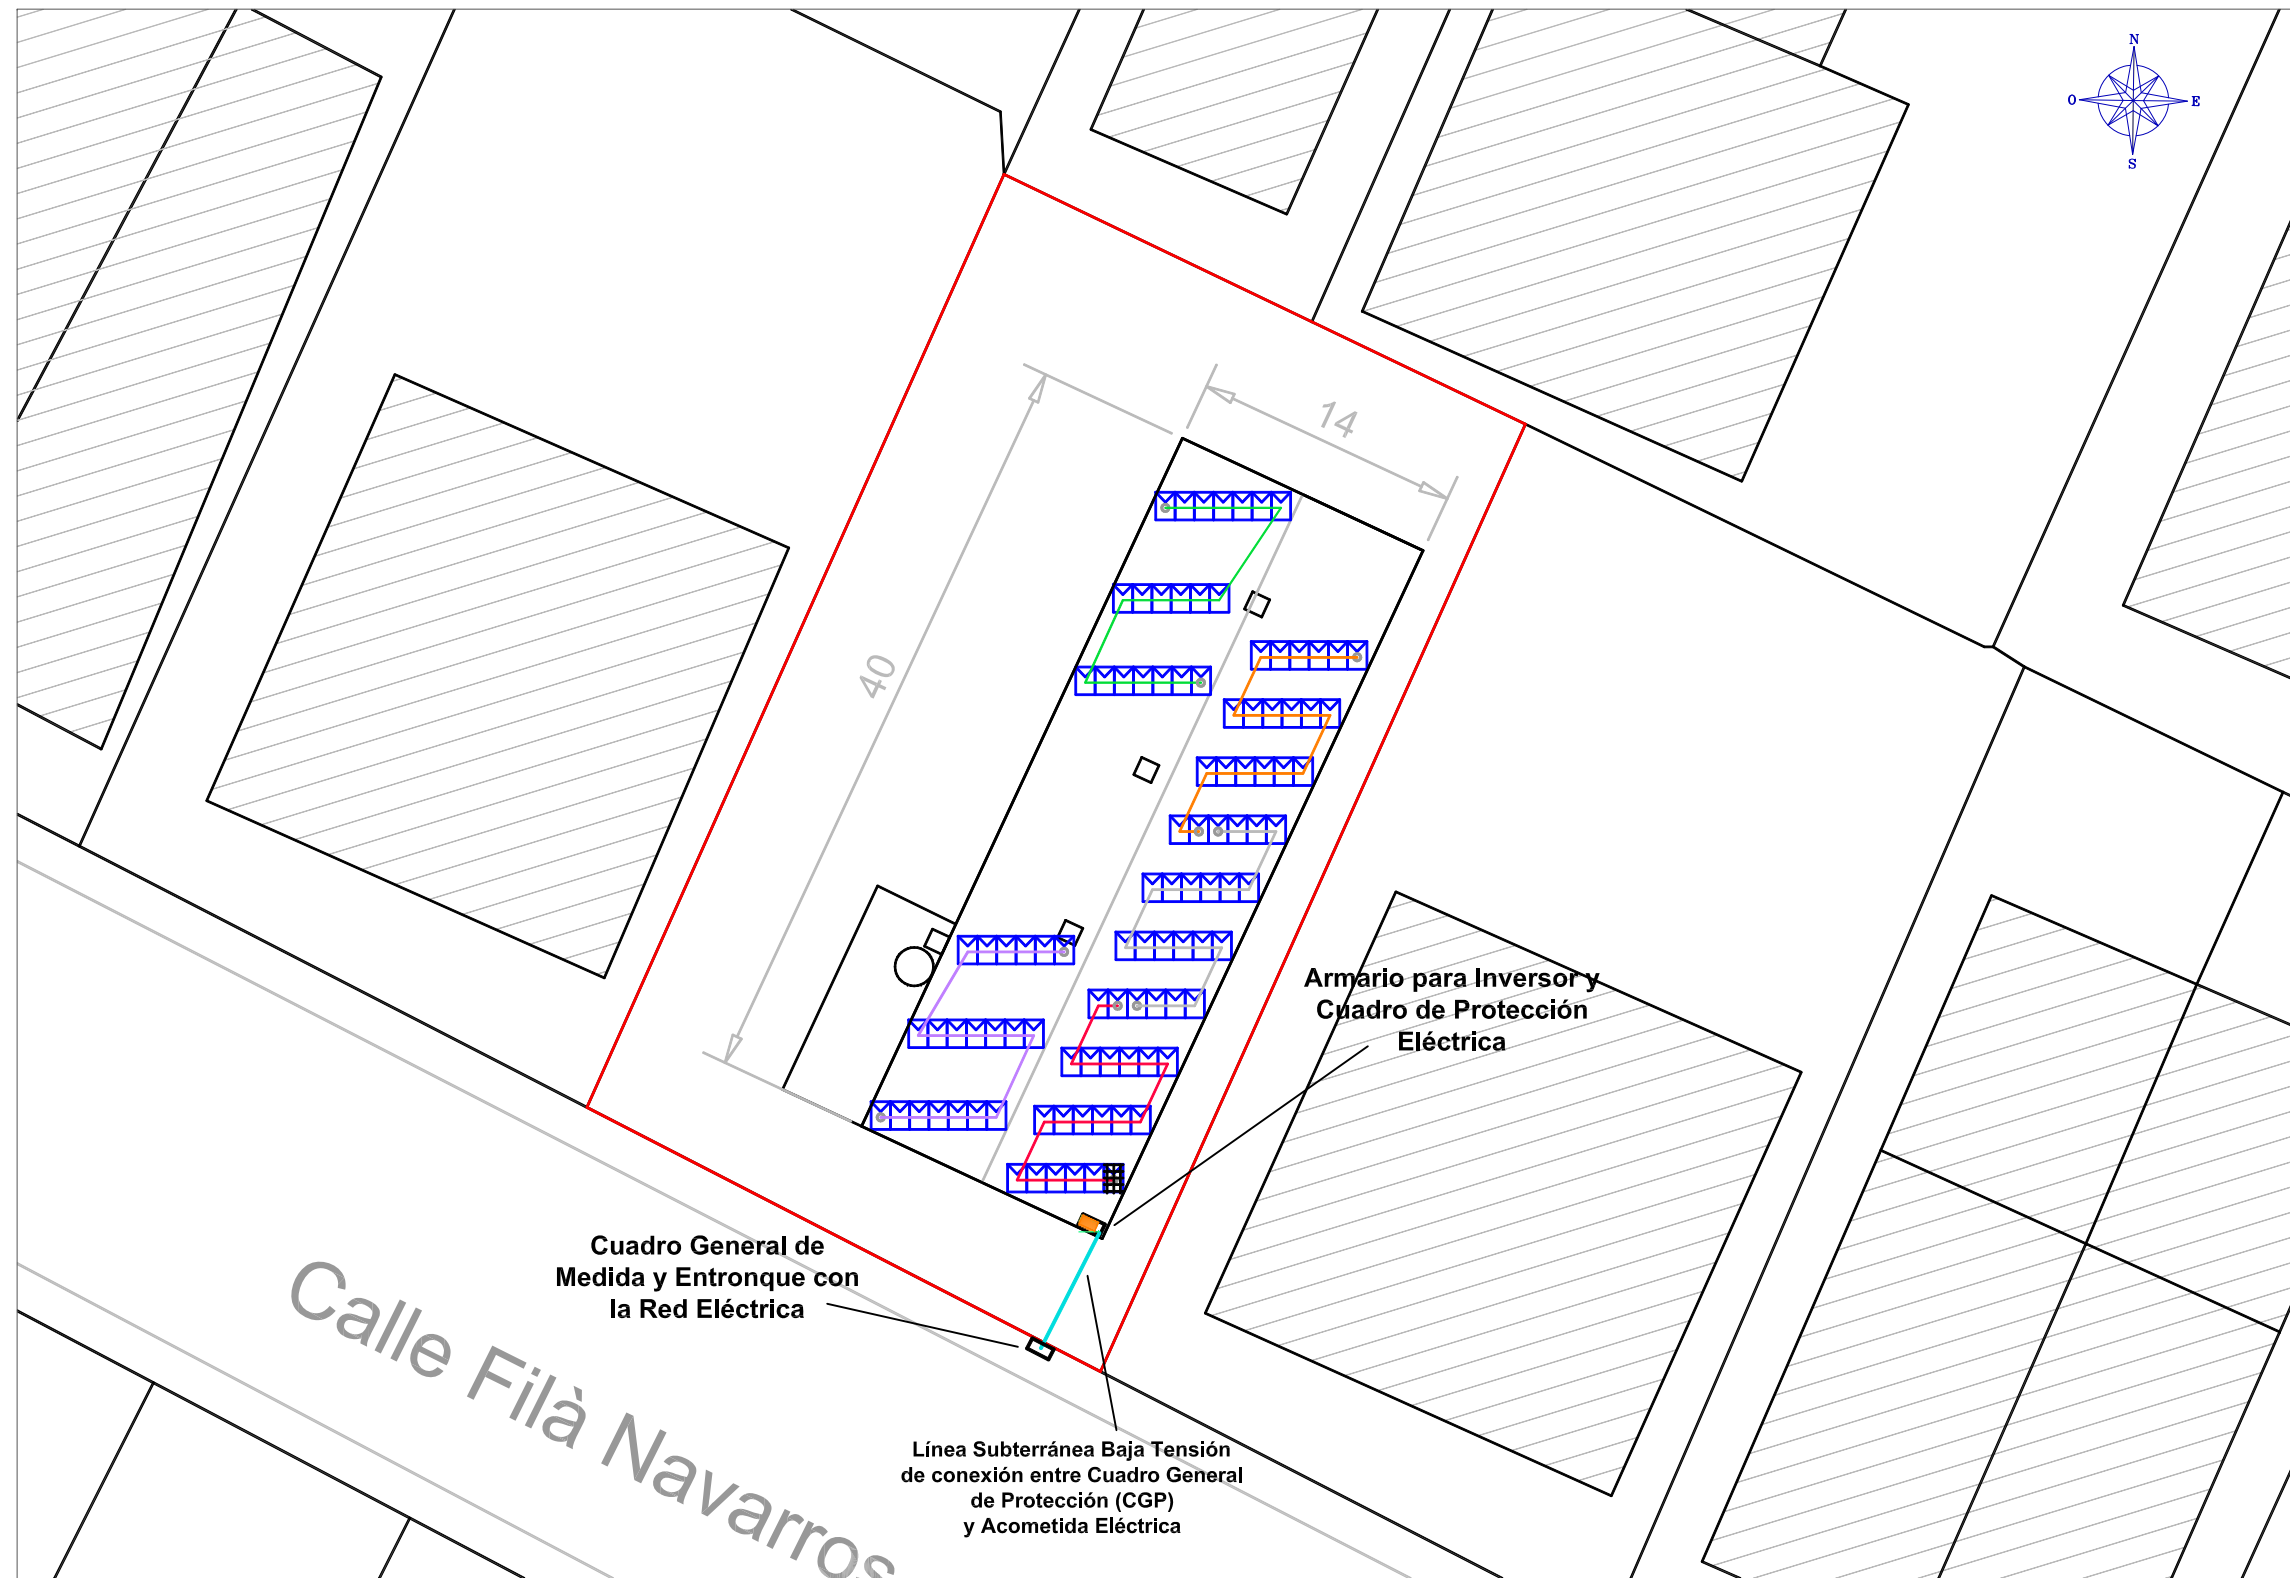 N
O
E
S
14
40
Armario para Inversor y
Cuadro de Protección
Eléctrica
Cuadro General de
Medida y Entronque con
la Red Eléctrica
Calle Filà Navarros
Línea Subterránea Baja Tensión
de conexión entre Cuadro General
de Protección (CGP)
y Acometida Eléctrica